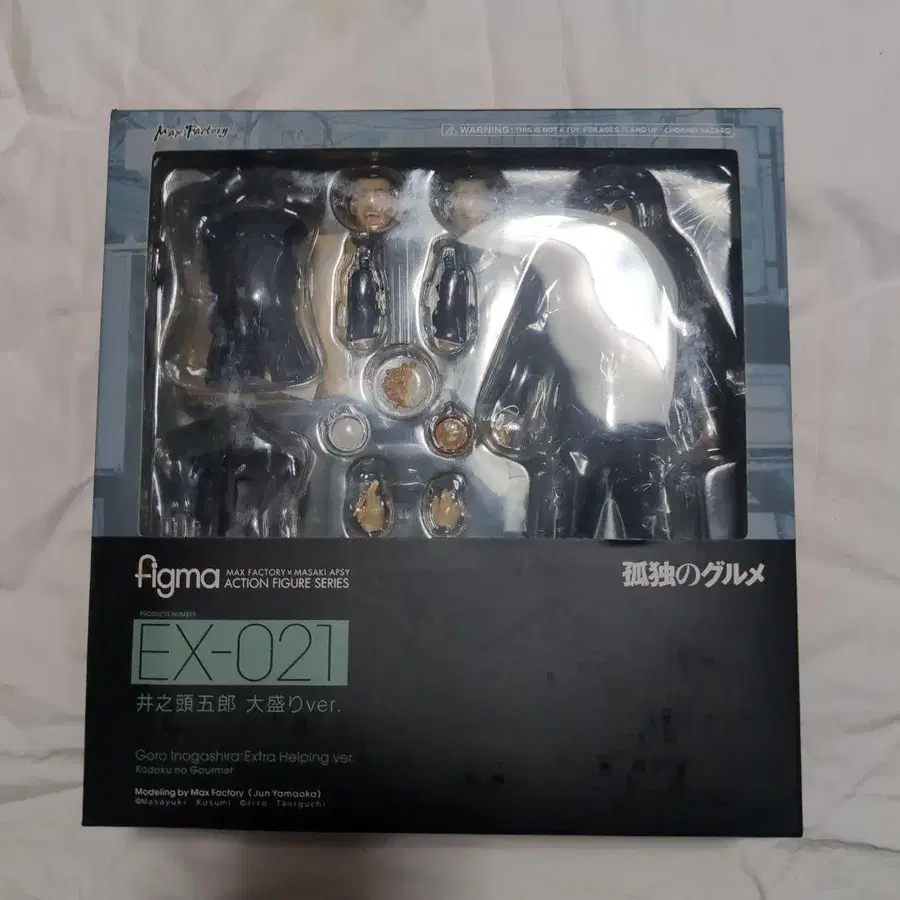 Max Factory
⚠ WARNING : THIS IS NOT A TOY. FOR AGES 15 AND UP : CHOKING HAZARD
figma MAX FACTORY × MASAKI APSY
ACTION FIGURE SERIES
孤独のグルメ
PRODUCTS NUMBER
EX-021
井之頭五郎 大盛りver.
Goro Inogashira:Extra Helping ver.
Kodoku no Gourmet
Modeling by Max Factory (Jun Yamaoka)
©Masayuki Kusumi ©Jiro Taniguchi